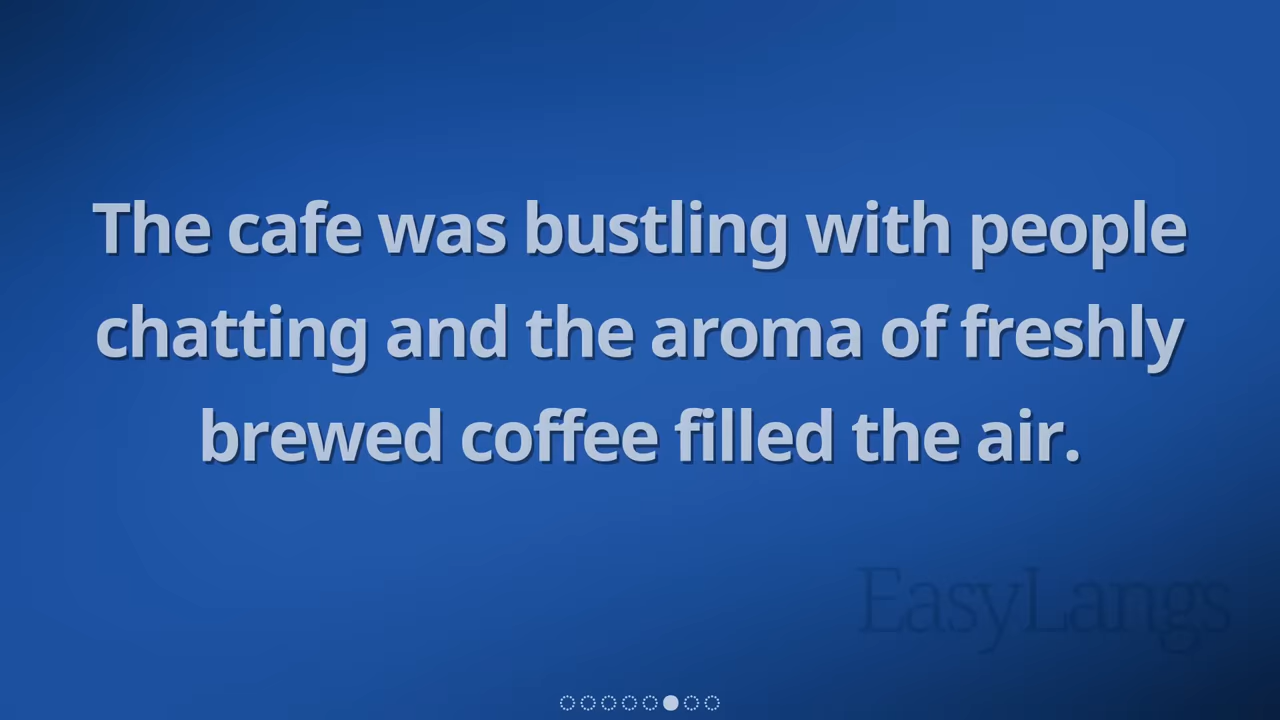 The cafe was bustling with people
chatting and the aroma of freshly
brewed coffee filled the air.
EasyLangs